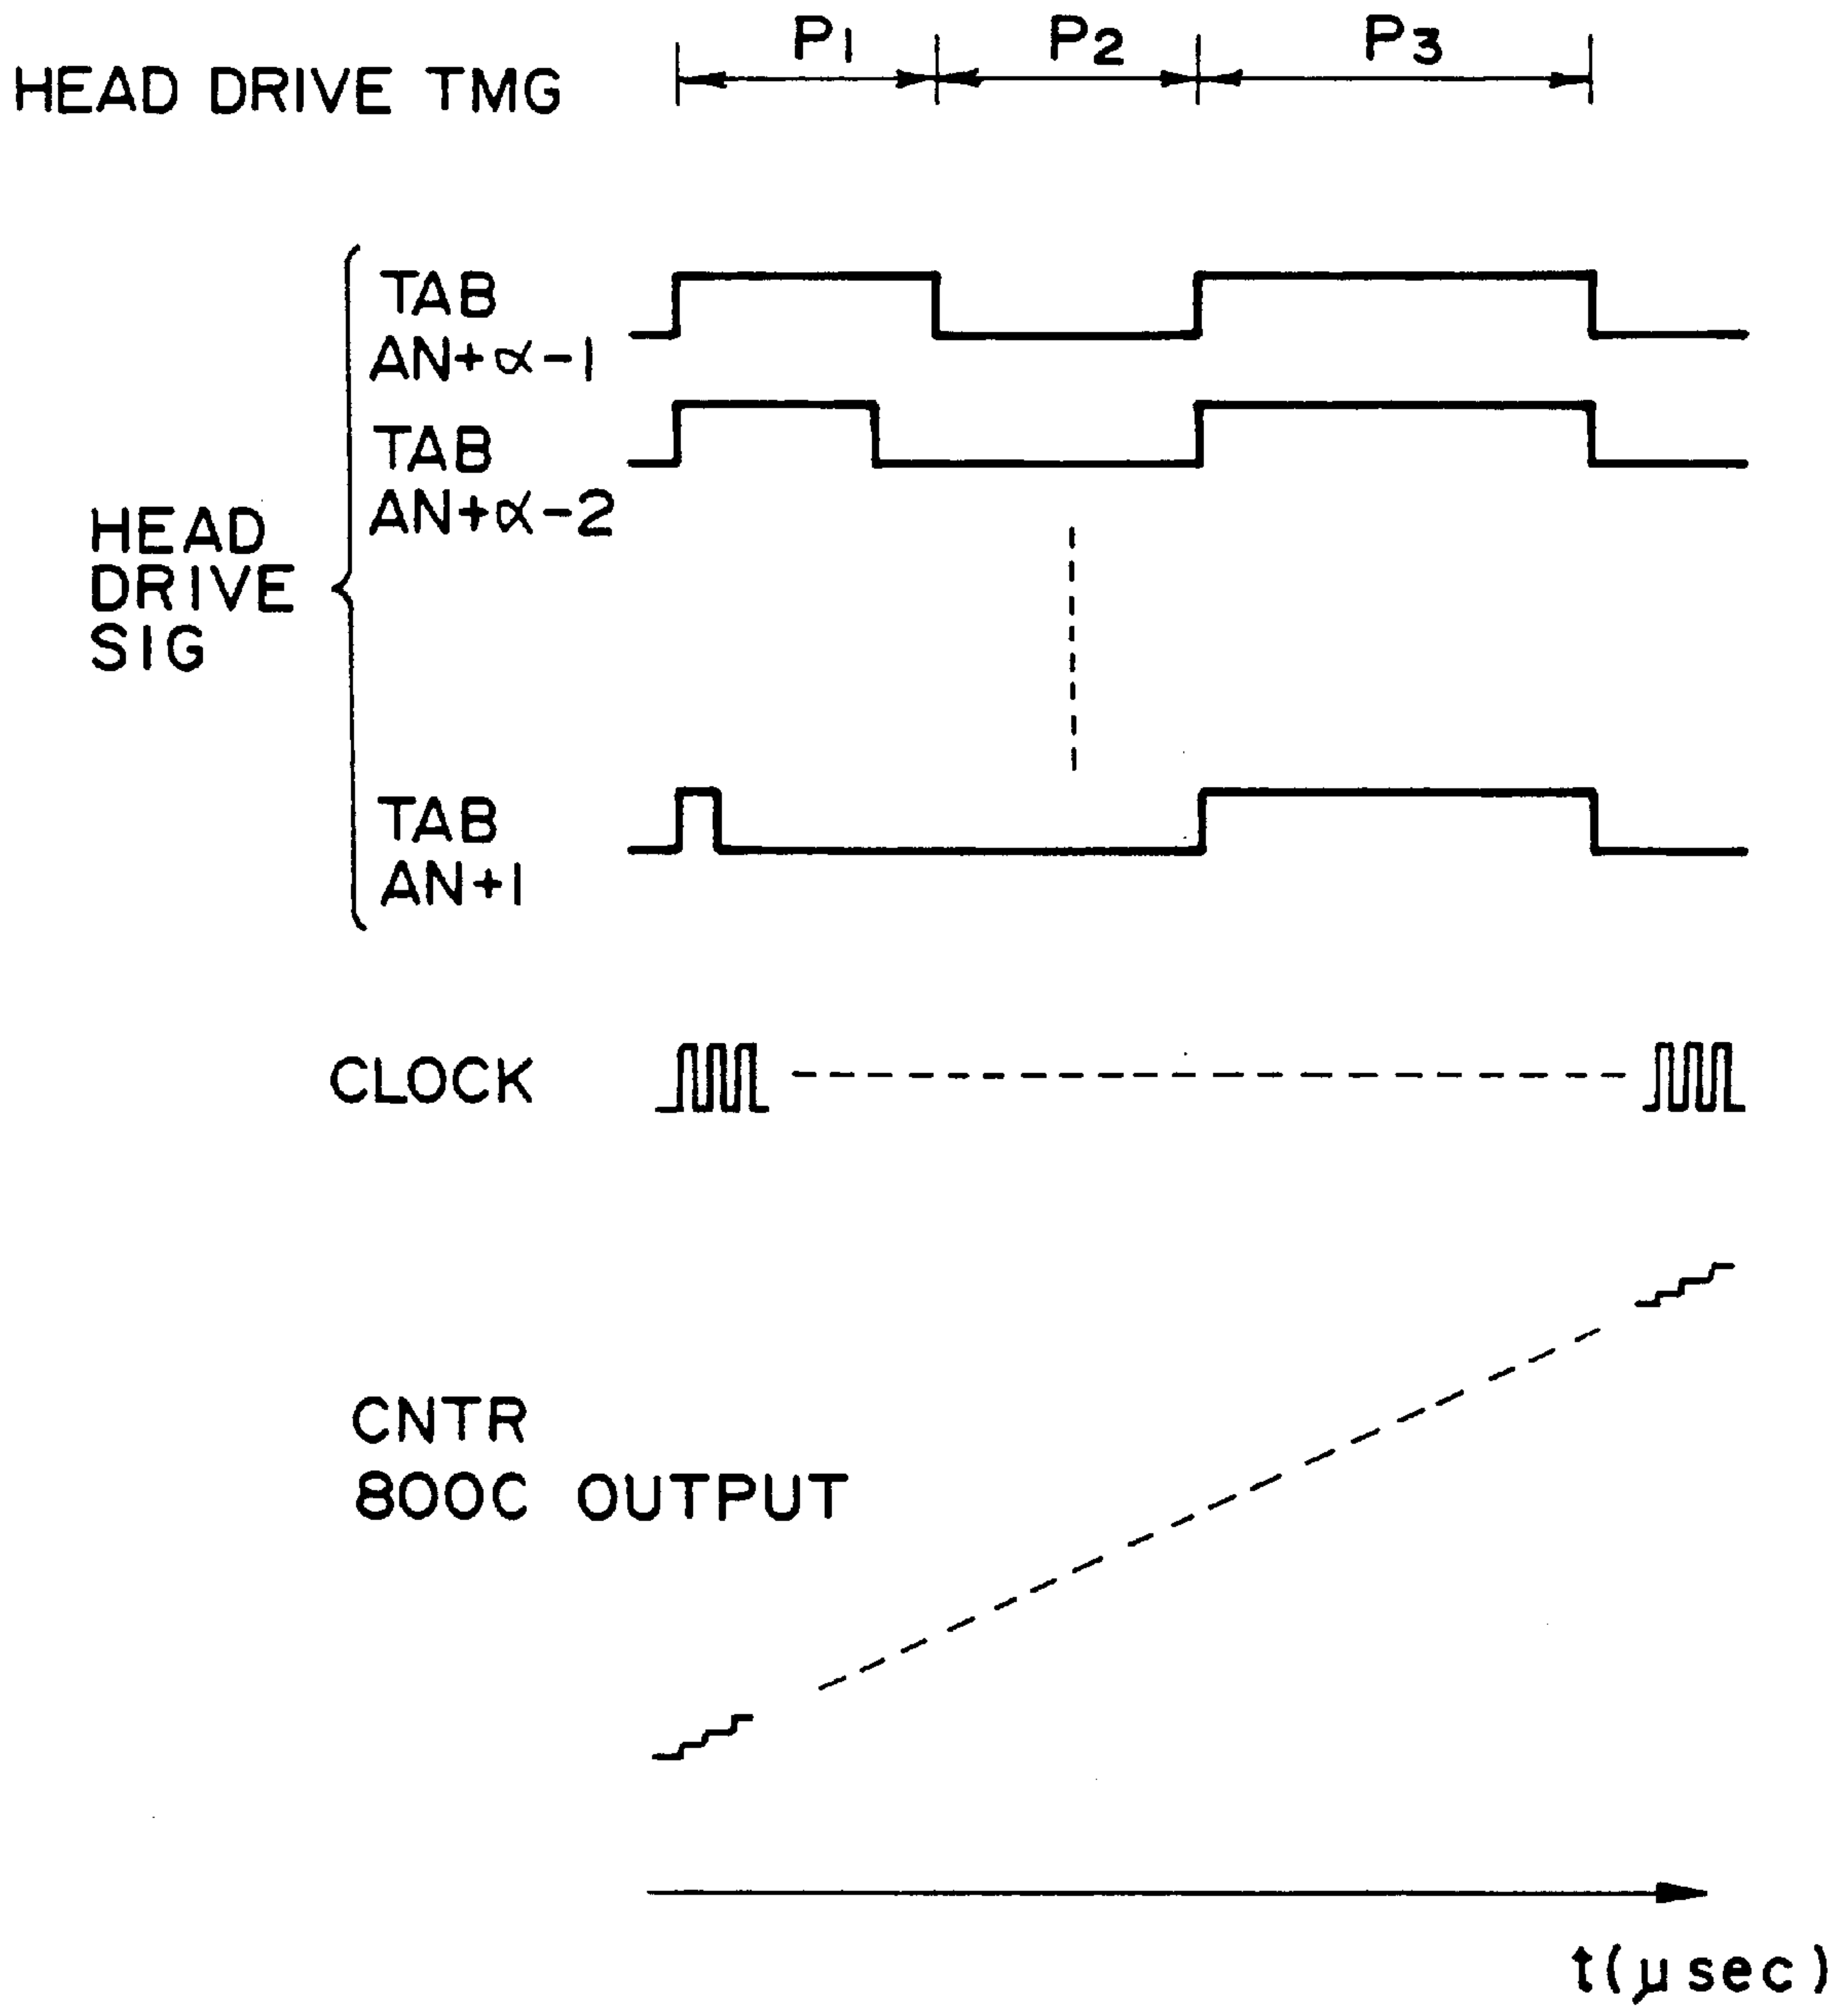 P1 P2 P3
HEAD DRIVE TMG
TAB
AN+α-1
TAB
AN+α-2
HEAD
DRIVE
SIG
TAB
AN+1
CLOCK
CNTR
800C OUTPUT
t(μsec)